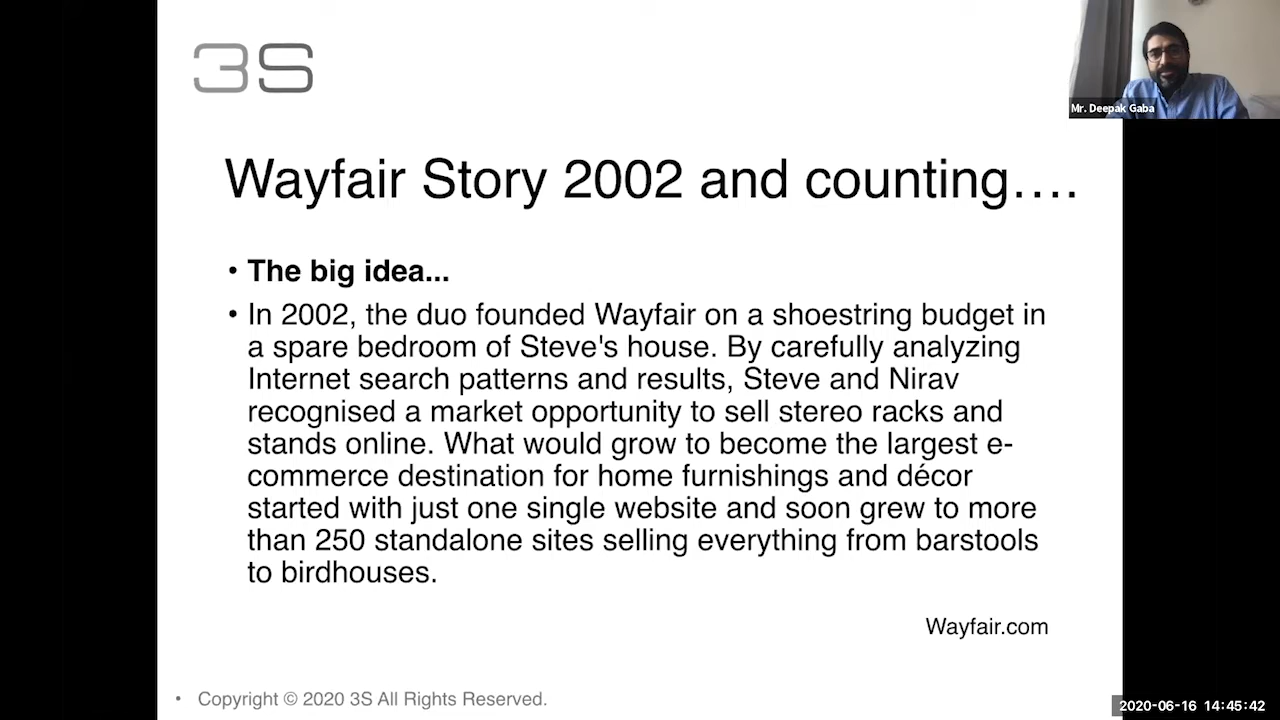 3S
Mr. Deepak Gaba
Wayfair Story 2002 and counting….
• The big idea...
• In 2002, the duo founded Wayfair on a shoestring budget in
a spare bedroom of Steve's house. By carefully analyzing
Internet search patterns and results, Steve and Nirav
recognised a market opportunity to sell stereo racks and
stands online. What would grow to become the largest e-
commerce destination for home furnishings and décor
started with just one single website and soon grew to more
than 250 standalone sites selling everything from barstools
to birdhouses.
Wayfair.com
• Copyright © 2020 3S All Rights Reserved.
2020-06-16 14:45:42